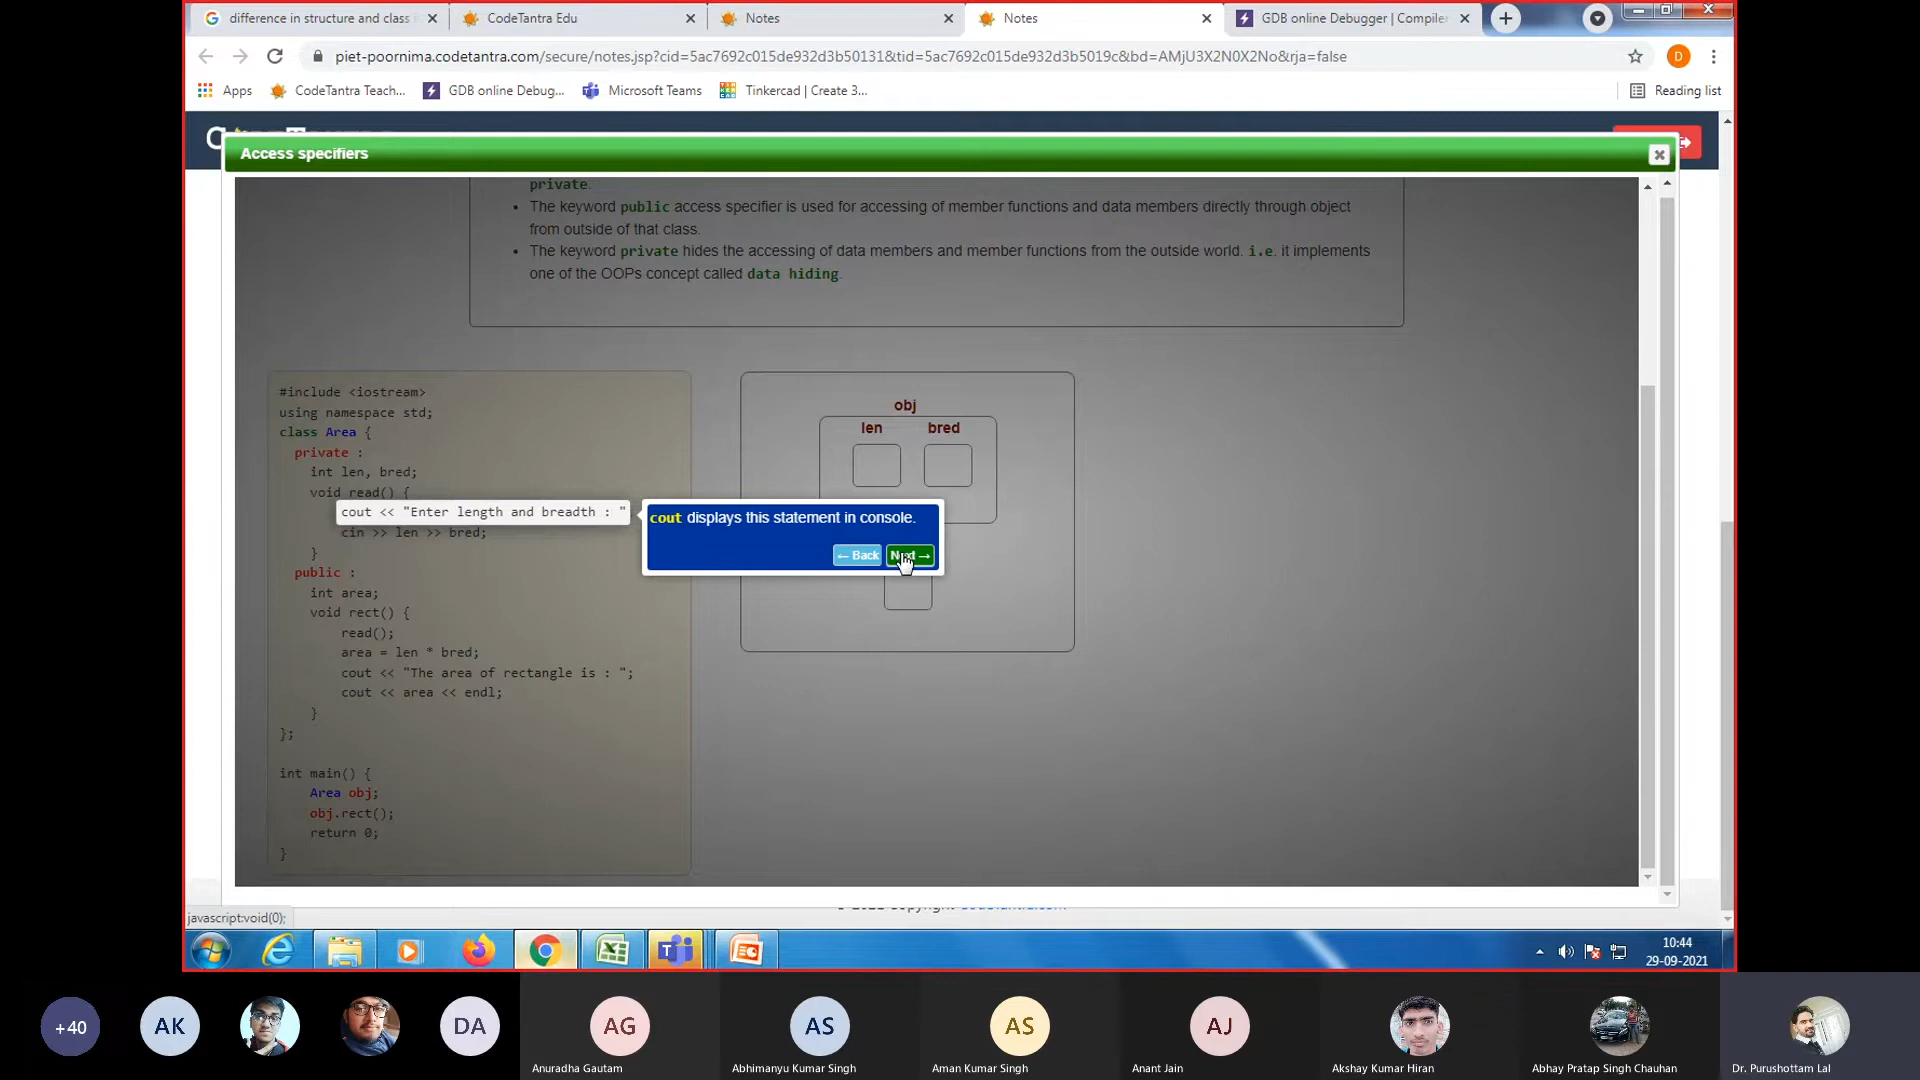 difference in structure and class
CodeTantra Edu
Notes
Notes
GDB online Debugger | Compiler
piet-poornima.codetantra.com/secure/notes.jsp?cid=5ac7692c015de932d3b50131&tid=5ac7692c015de932d3b5019c&bd=AMjU3X2N0X2No&rja=false
D
Apps
CodeTantra Teach...
GDB online Debug...
Microsoft Teams
Tinkercad | Create 3...
Reading list
Access specifiers
private.
• The keyword public access specifier is used for accessing of member functions and data members directly through object
from outside of that class.
• The keyword private hides the accessing of data members and member functions from the outside world. i.e. it implements
one of the OOPs concept called data hiding.
#include <iostream>
using namespace std;
class Area {
private :
int len, bred;
void read() {
cout << "Enter length and breadth : "
cin >> len >> bred;
}
public :
int area;
void rect() {
read();
area = len * bred;
cout << "The area of rectangle is : ";
cout << area << endl;
}
};
int main() {
Area obj;
obj.rect();
return 0;
}
obj
len bred
cout displays this statement in console.
← Back
Next →
javascript:void(0);
10:44
29-09-2021
+40
AK
DA
AG
AS
AS
AJ
Anuradha Gautam
Abhimanyu Kumar Singh
Aman Kumar Singh
Anant Jain
Akshay Kumar Hiran
Abhay Pratap Singh Chauhan
Dr. Purushottam Lal